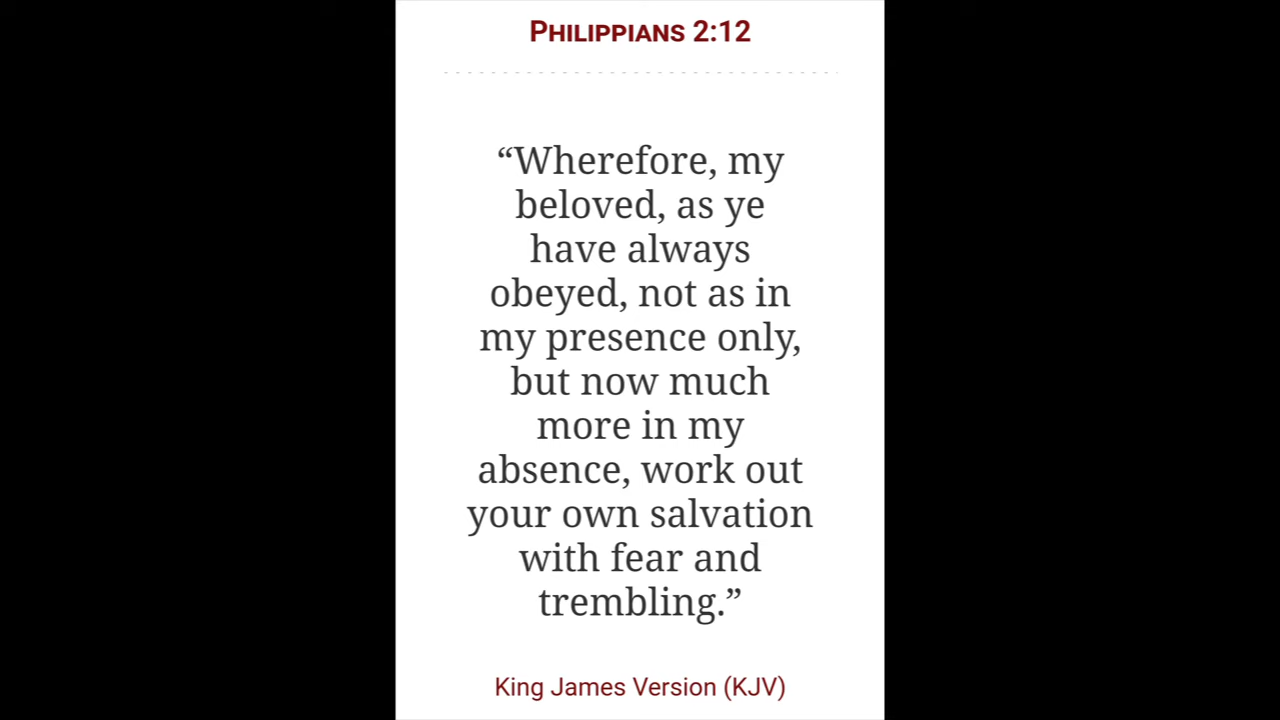 Philippians 2:12
“Wherefore, my
beloved, as ye
have always
obeyed, not as in
my presence only,
but now much
more in my
absence, work out
your own salvation
with fear and
trembling.”
King James Version (KJV)